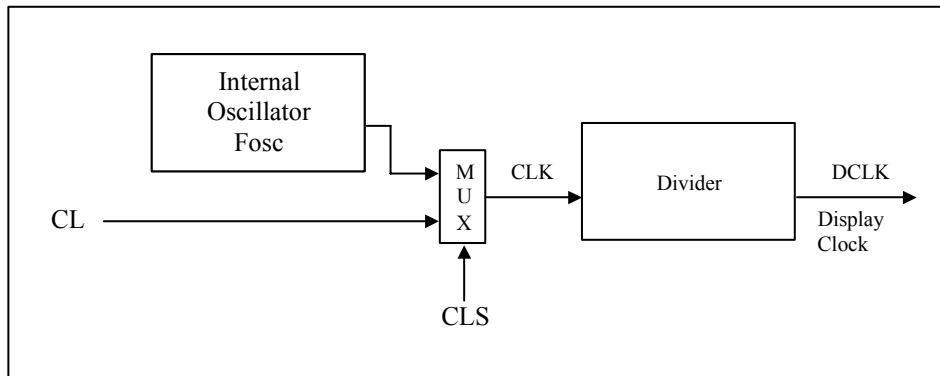 Internal
Oscillator
Fosc
M
U
X
CL
CLS
CLK
Divider
DCLK
Display
Clock